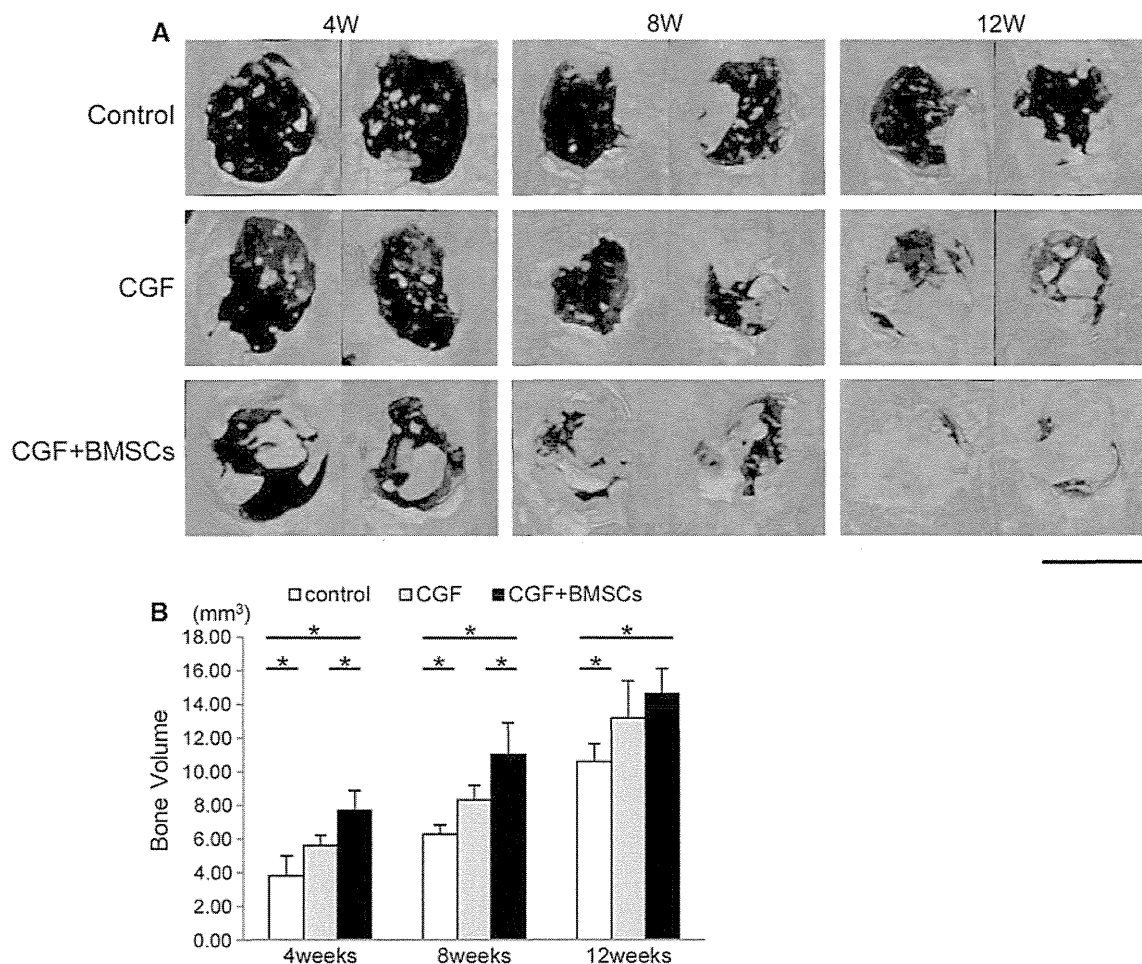 A
4W 8W 12W
Control
CGF
CGF+BMSCs
B (mm³) control CGF CGF+BMSCs
* * *
* * * * *
Bone Volume
18.00
16.00
14.00
12.00
10.00
8.00
6.00
4.00
2.00
0.00
4weeks 8weeks 12weeks